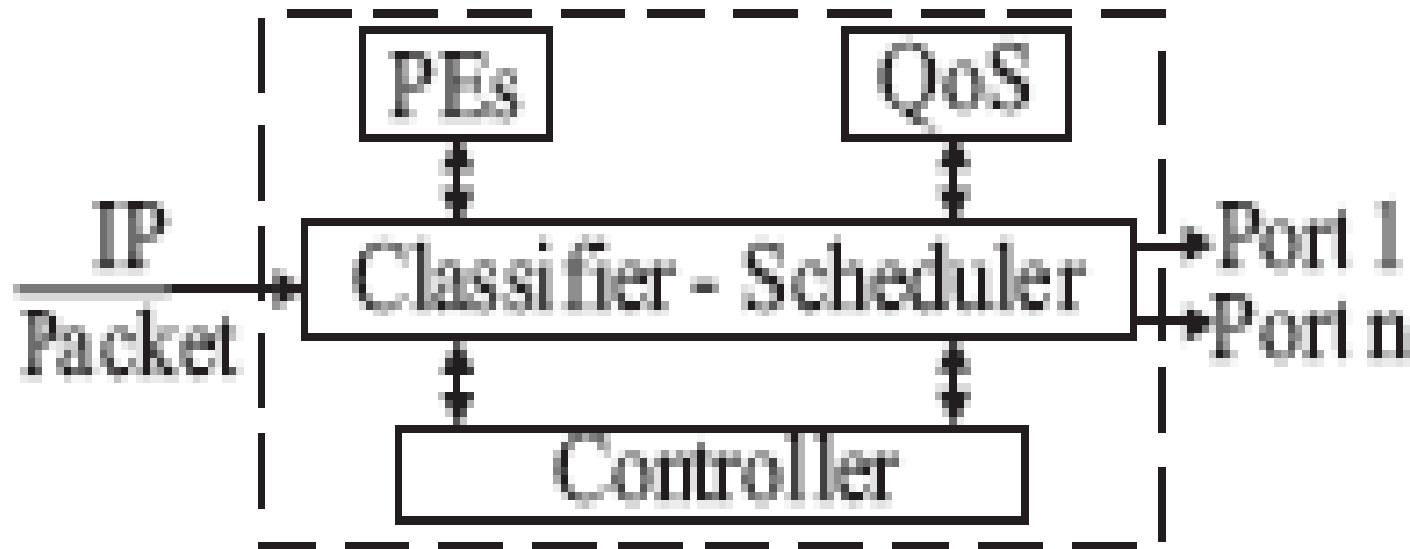 PEs
QoS
IP
Packet
Classifier - Scheduler
Port 1
Port n
Controller